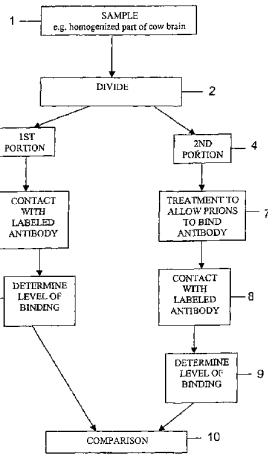 1
SAMPLE
e.g. homogenized part of cow brain
DIVIDE
2
1ST
PORTION
2ND
PORTION
4
CONTACT
WITH
LABELED
ANTIBODY
TREATMENT TO
ALLOW PRIONS
TO BIND
ANTIBODY
7
DETERMINE
LEVEL OF
BINDING
CONTACT
WITH
LABELED
ANTIBODY
8
DETERMINE
LEVEL OF
BINDING
9
COMPARISON
10